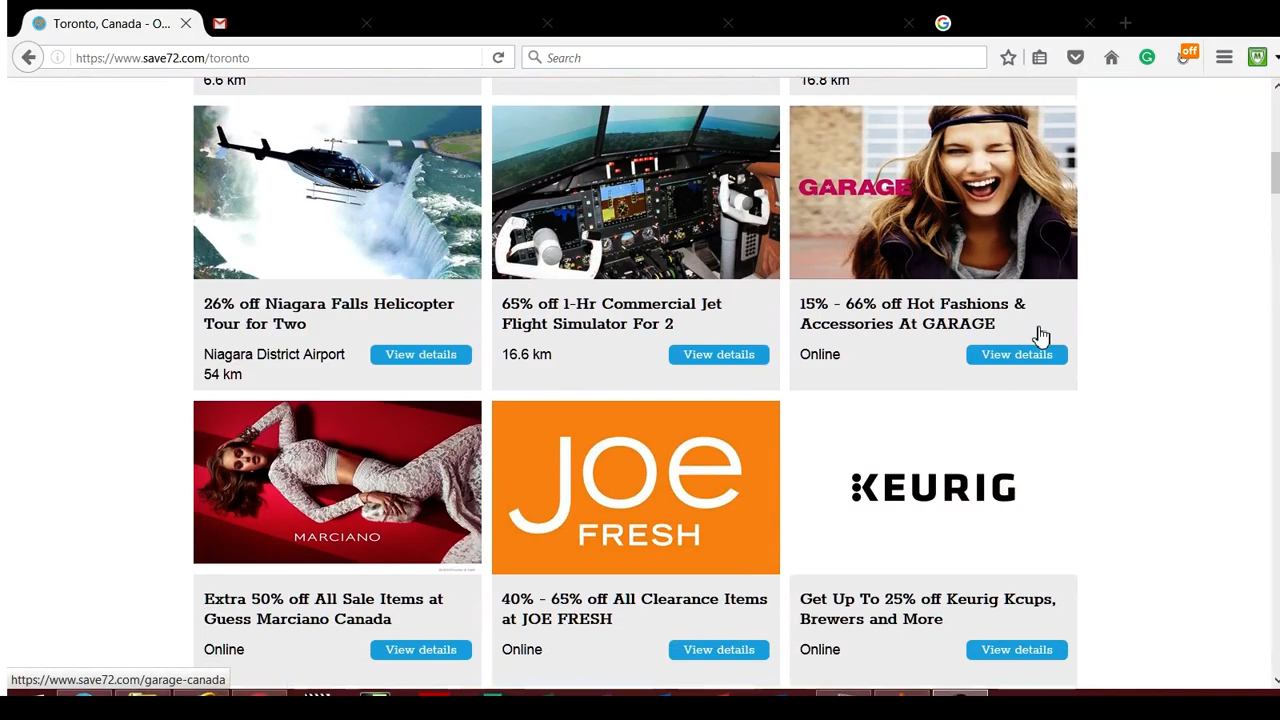 Toronto, Canada - O...
https://www.save72.com/toronto
Search
off
6.6 km
16.8 km
GARAGE
26% off Niagara Falls Helicopter
Tour for Two
Niagara District Airport
54 km
View details
65% off 1-Hr Commercial Jet
Flight Simulator For 2
16.6 km
View details
15% - 66% off Hot Fashions &
Accessories At GARAGE
Online
View details
MARCIANO
JOE
FRESH
KEURIG
Extra 50% off All Sale Items at
Guess Marciano Canada
Online
View details
40% - 65% off All Clearance Items
at JOE FRESH
Online
View details
Get Up To 25% off Keurig Kcups,
Brewers and More
Online
View details
https://www.save72.com/garage-canada